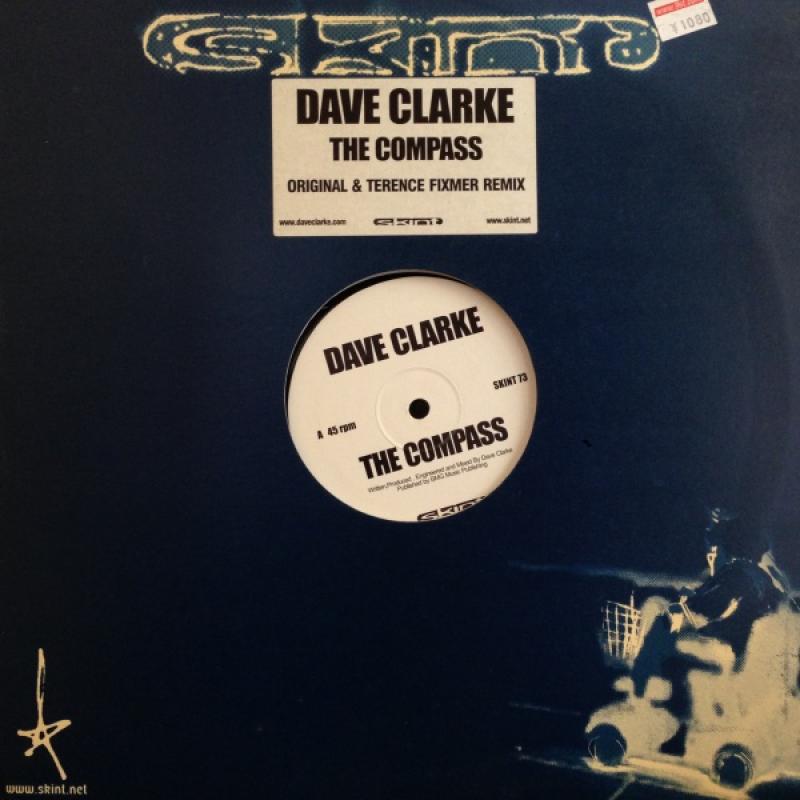 skint
¥1080
DAVE CLARKE
THE COMPASS
ORIGINAL & TERENCE FIXMER REMIX
www.daveclarke.com skint www.skint.net
DAVE CLARKE
SKINT 73
A 45 rpm
THE COMPASS
Written,Produced , Engineered and Mixed By Dave Clarke
Published by BMG Music Publishing
skint
www.skint.net